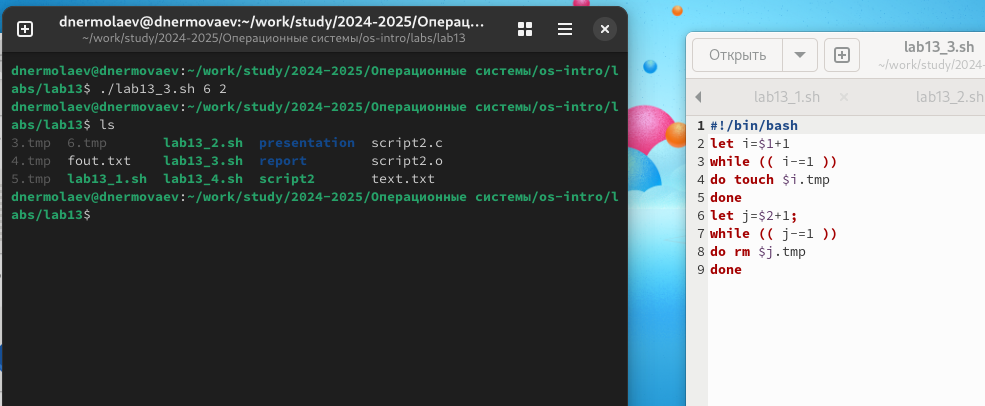 dnermolaev@dnermovaev:~/work/study/2024-2025/Операц...
~/work/study/2024-2025/Операционные системы/os-intro/labs/lab13
dnermolaev@dnermovaev:~/work/study/2024-2025/Операционные системы/os-intro/l
abs/lab13$ ./lab13_3.sh 6 2
dnermolaev@dnermovaev:~/work/study/2024-2025/Операционные системы/os-intro/l
abs/lab13$ ls
3.tmp 6.tmp lab13_2.sh presentation script2.c
4.tmp fout.txt lab13_3.sh report script2.o
5.tmp lab13_1.sh lab13_4.sh script2 text.txt
dnermolaev@dnermovaev:~/work/study/2024-2025/Операционные системы/os-intro/l
abs/lab13$
Открыть
lab13_3.sh
~/work/study/2024-
lab13_1.sh
lab13_2.sh
1 #!/bin/bash
2 let i=$1+1
3 while (( i-=1 ))
4 do touch $i.tmp
5 done
6 let j=$2+1;
7 while (( j-=1 ))
8 do rm $j.tmp
9 done